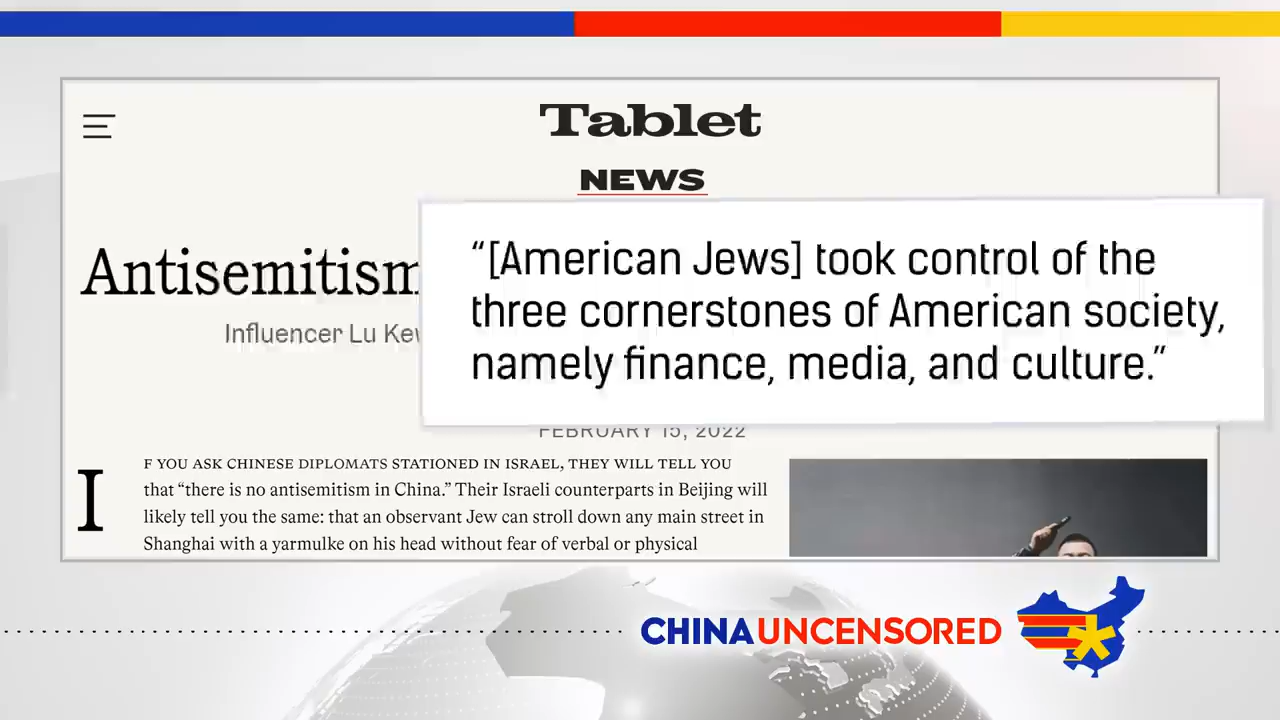 Tablet
NEWS
Antisemitism
Influencer Lu
“[American Jews] took control of the
three cornerstones of American society,
namely finance, media, and culture.”
FEBRUARY 15, 2022
IF YOU ASK CHINESE DIPLOMATS STATIONED IN ISRAEL, THEY WILL TELL YOU
that “there is no antisemitism in China.” Their Israeli counterparts in Beijing will
likely tell you the same: that an observant Jew can stroll down any main street in
Shanghai with a yarmulke on his head without fear of verbal or physical
CHINA UNCENSORED